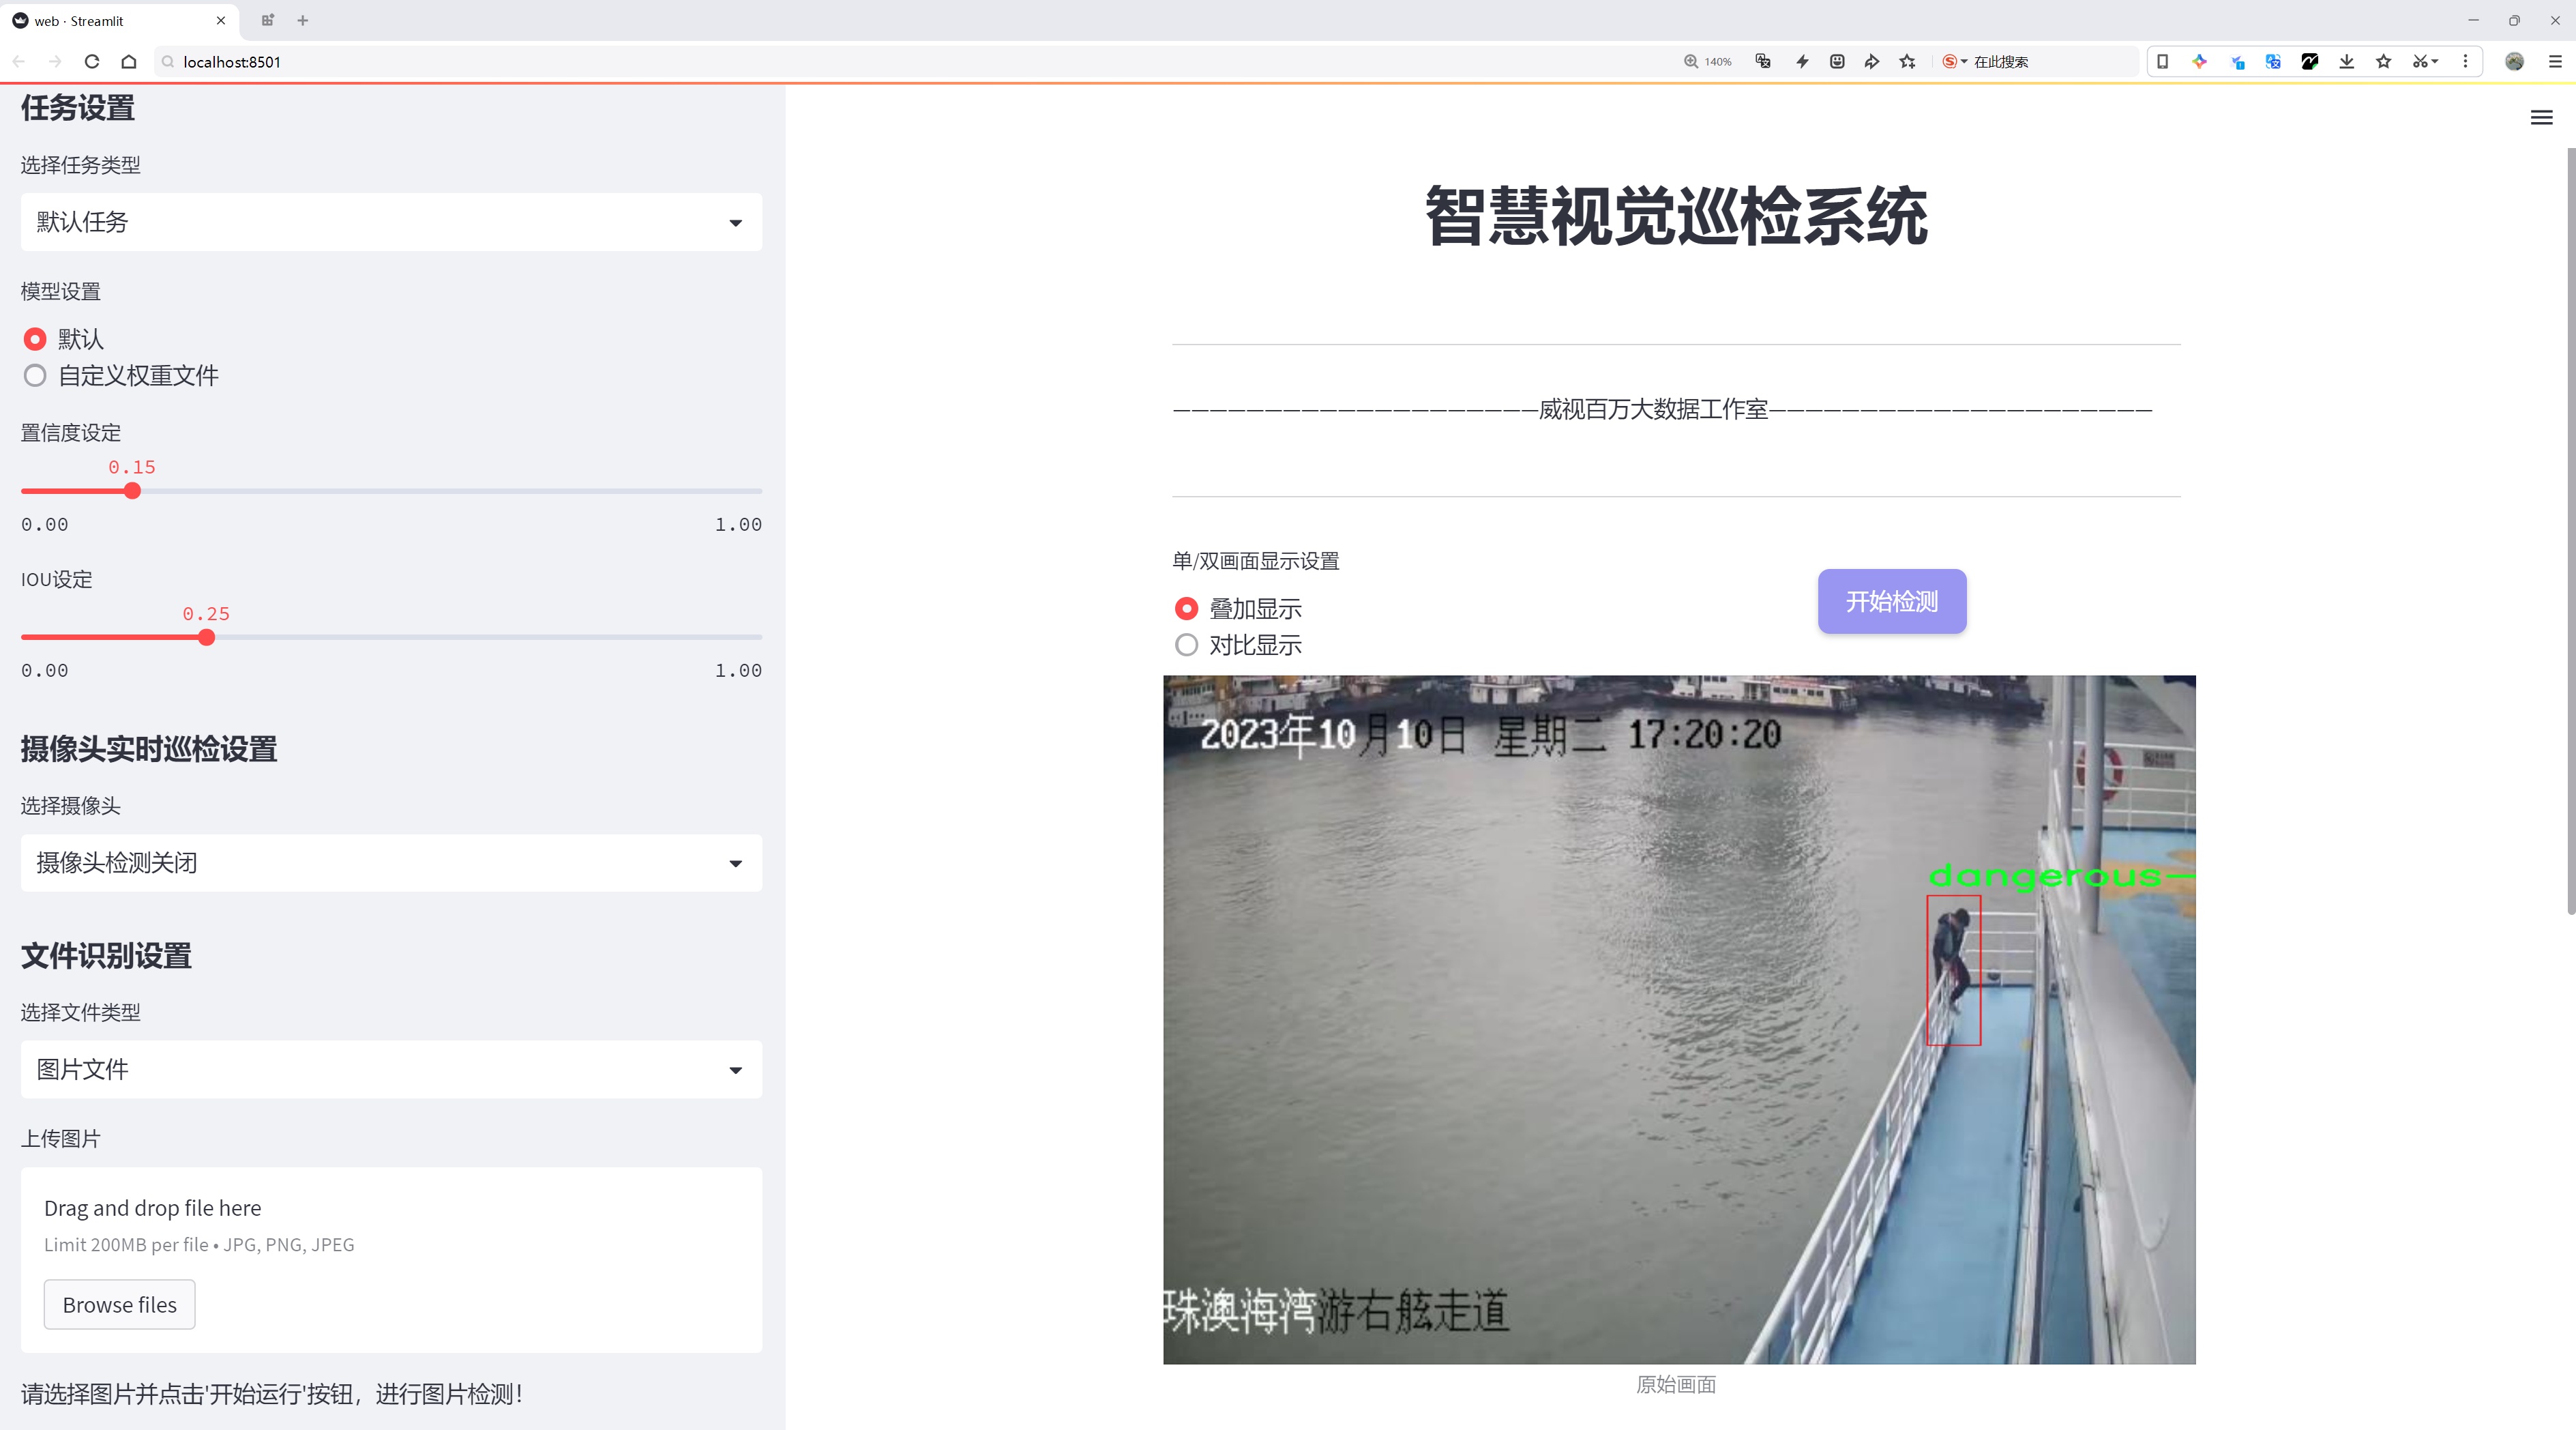 web · Streamlit
localhost:8501
140%
在此搜索
任务设置
选择任务类型
默认任务
模型设置
默认
自定义权重文件
置信度设定
0.15
0.00 1.00
IOU设定
0.25
0.00 1.00
摄像头实时巡检设置
选择摄像头
摄像头检测关闭
文件识别设置
选择文件类型
图片文件
上传图片
Drag and drop file here
Limit 200MB per file • JPG, PNG, JPEG
Browse files
请选择图片并点击'开始运行'按钮，进行图片检测！
智慧视觉巡检系统
————————————————————威视百万大数据工作室—————————————————————
单/双画面显示设置
叠加显示
对比显示
开始检测
2023年10月10日 星期二 17:20:20
dangerous—
珠澳海湾游右舷走道
原始画面